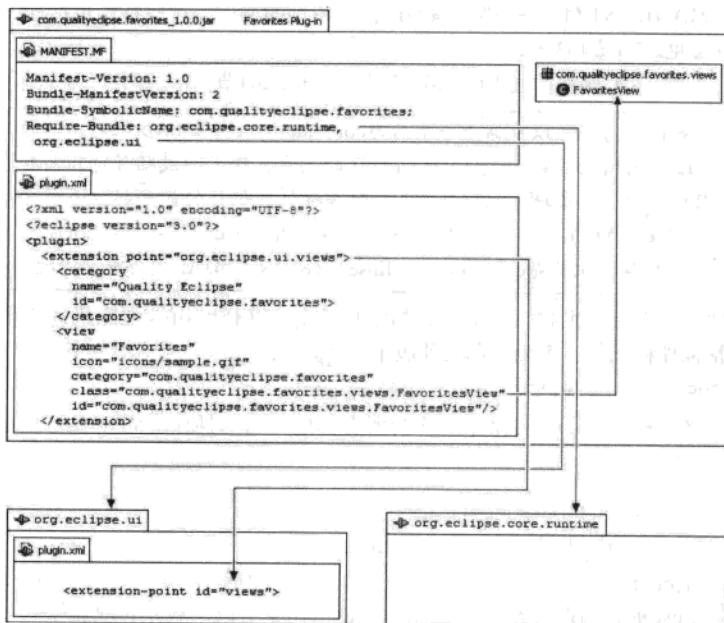 com.qualityeclipse.favorites_1.0.0.jar Favorites Plug-in
MANIFEST.MF
Manifest-Version: 1.0
Bundle-ManifestVersion: 2
Bundle-SymbolicName: com.qualityeclipse.favorites;
Require-Bundle: org.eclipse.core.runtime,
org.eclipse.ui
com.qualityeclipse.favorites.views
FavoritesView
plugin.xml
<?xml version="1.0" encoding="UTF-8"?>
<?eclipse version="3.0"?>
<plugin>
<extension point="org.eclipse.ui.views">
<category
name="Quality Eclipse"
id="com.qualityeclipse.favorites">
</category>
<view
name="Favorites"
icon="icons/sample.gif"
category="com.qualityeclipse.favorites"
class="com.qualityeclipse.favorites.views.FavoritesView"
id="com.qualityeclipse.favorites.views.FavoritesView"/>
</extension>
org.eclipse.ui
plugin.xml
<extension-point id="views">
org.eclipse.core.runtime